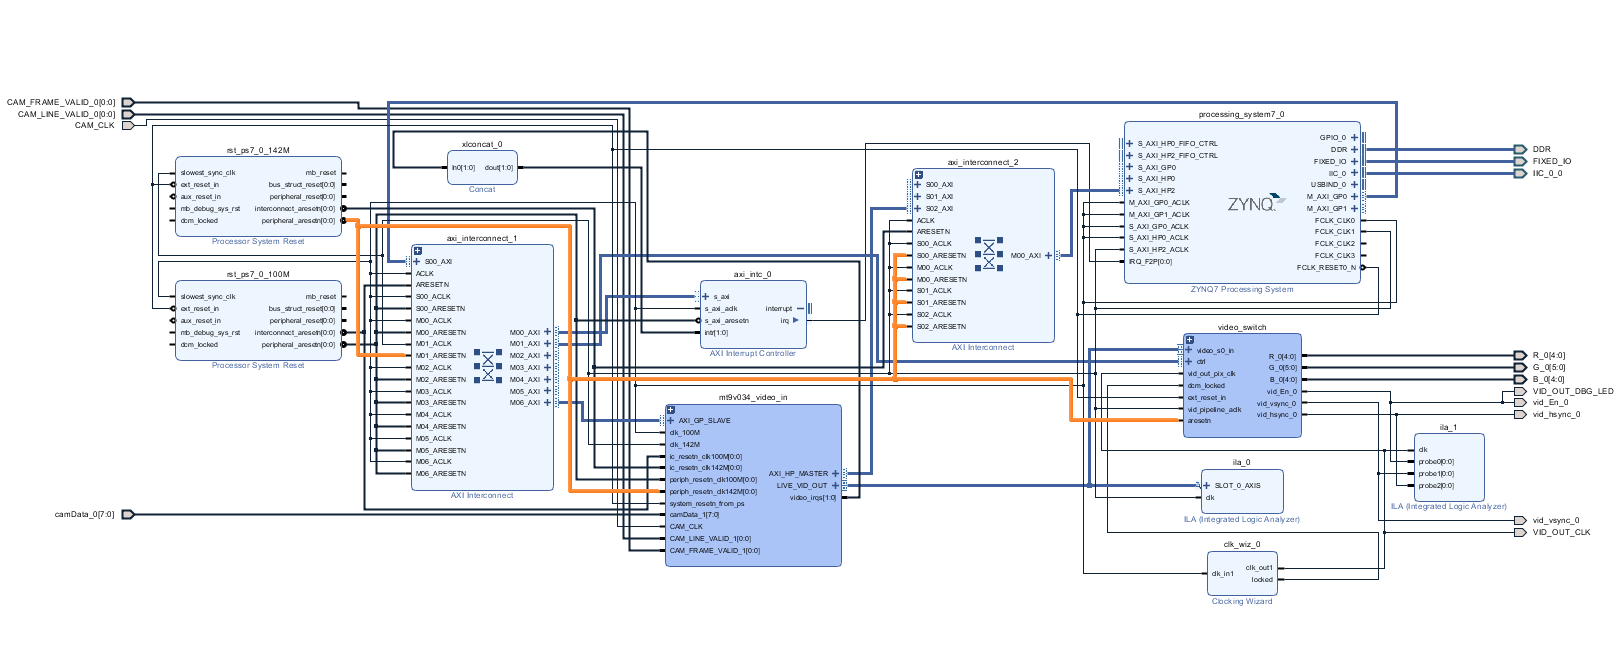 CAM_FRAME_VALID_0[0:0]
CAM_LINE_VALID_0[0:0]
CAM_CLK
camData_0[7:0]
rst_ps7_0_142M
slowest_sync_clk
ext_reset_in
aux_reset_in
mb_debug_sys_rst
dcm_locked
mb_reset
bus_struct_reset[0:0]
peripheral_reset[0:0]
interconnect_aresetn[0:0]
peripheral_aresetn[0:0]
Processor System Reset
rst_ps7_0_100M
slowest_sync_clk
ext_reset_in
aux_reset_in
mb_debug_sys_rst
dcm_locked
mb_reset
bus_struct_reset[0:0]
peripheral_reset[0:0]
interconnect_aresetn[0:0]
peripheral_aresetn[0:0]
Processor System Reset
xlconcat_0
In0[1:0]
dout[1:0]
Concat
axi_interconnect_1
S00_AXI
ACLK
ARESETN
S00_ACLK
S00_ARESETN
M00_ACLK
M00_ARESETN
M01_ACLK
M01_ARESETN
M02_ACLK
M02_ARESETN
M03_ACLK
M03_ARESETN
M04_ACLK
M04_ARESETN
M05_ACLK
M05_ARESETN
M06_ACLK
M06_ARESETN
M00_AXI
M01_AXI
M02_AXI
M03_AXI
M04_AXI
M05_AXI
M06_AXI
AXI Interconnect
axi_intc_0
s_axi
s_axi_aclk
s_axi_aresetn
intr[1:0]
interrupt
irq
AXI Interrupt Controller
mt9v034_video_in
AXI_GP_SLAVE
clk_100M
clk_142M
ic_resetn_clk100M[0:0]
ic_resetn_clk142M[0:0]
periph_resetn_clk100M[0:0]
periph_resetn_clk142M[0:0]
system_resetn_from_ps
camData_1[7:0]
CAM_CLK
CAM_LINE_VALID_1[0:0]
CAM_FRAME_VALID_1[0:0]
AXI_HP_MASTER
LIVE_VID_OUT
video_irqs[1:0]
axi_interconnect_2
S00_AXI
S01_AXI
S02_AXI
ACLK
ARESETN
S00_ACLK
S00_ARESETN
M00_ACLK
M00_ARESETN
S01_ACLK
S01_ARESETN
S02_ACLK
S02_ARESETN
M00_AXI
AXI Interconnect
processing_system7_0
S_AXI_HP0_FIFO_CTRL
S_AXI_HP2_FIFO_CTRL
S_AXI_GP0
S_AXI_HP0
S_AXI_HP2
M_AXI_GP0_ACLK
M_AXI_GP1_ACLK
S_AXI_GP0_ACLK
S_AXI_HP0_ACLK
S_AXI_HP2_ACLK
IRQ_F2P[0:0]
ZYNQ
GPIO_0
DDR
FIXED_IO
IIC_0
USBIND_0
M_AXI_GP0
M_AXI_GP1
FCLK_CLK0
FCLK_CLK1
FCLK_CLK2
FCLK_CLK3
FCLK_RESET0_N
ZYNQ7 Processing System
video_switch
video_s0_in
ctrl
vid_out_pix_clk
dcm_locked
ext_reset_in
vid_pipeline_aclk
aresetn
R_0[4:0]
G_0[5:0]
B_0[4:0]
vid_En_0
vid_vsync_0
vid_hsync_0
ila_0
SLOT_0_AXIS
clk
ILA (Integrated Logic Analyzer)
clk_wiz_0
clk_in1
clk_out1
locked
Clocking Wizard
ila_1
clk
probe0[0:0]
probe1[0:0]
probe2[0:0]
ILA (Integrated Logic Analyzer)
DDR
FIXED_IO
IIC_0_0
R_0[4:0]
G_0[5:0]
B_0[4:0]
VID_OUT_DBG_LED
vid_En_0
vid_hsync_0
vid_vsync_0
VID_OUT_CLK